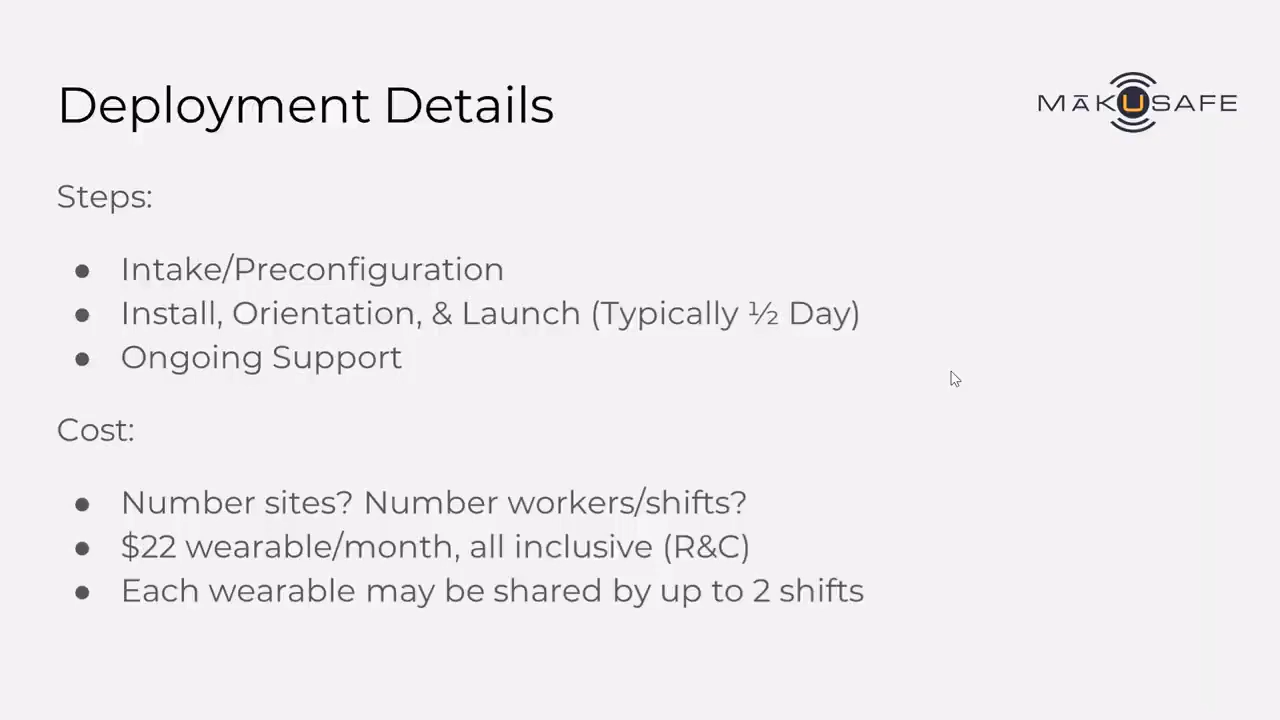 Deployment Details
MĀKUSAFE
Steps:
● Intake/Preconfiguration
● Install, Orientation, & Launch (Typically ½ Day)
● Ongoing Support
Cost:
● Number sites? Number workers/shifts?
● $22 wearable/month, all inclusive (R&C)
● Each wearable may be shared by up to 2 shifts